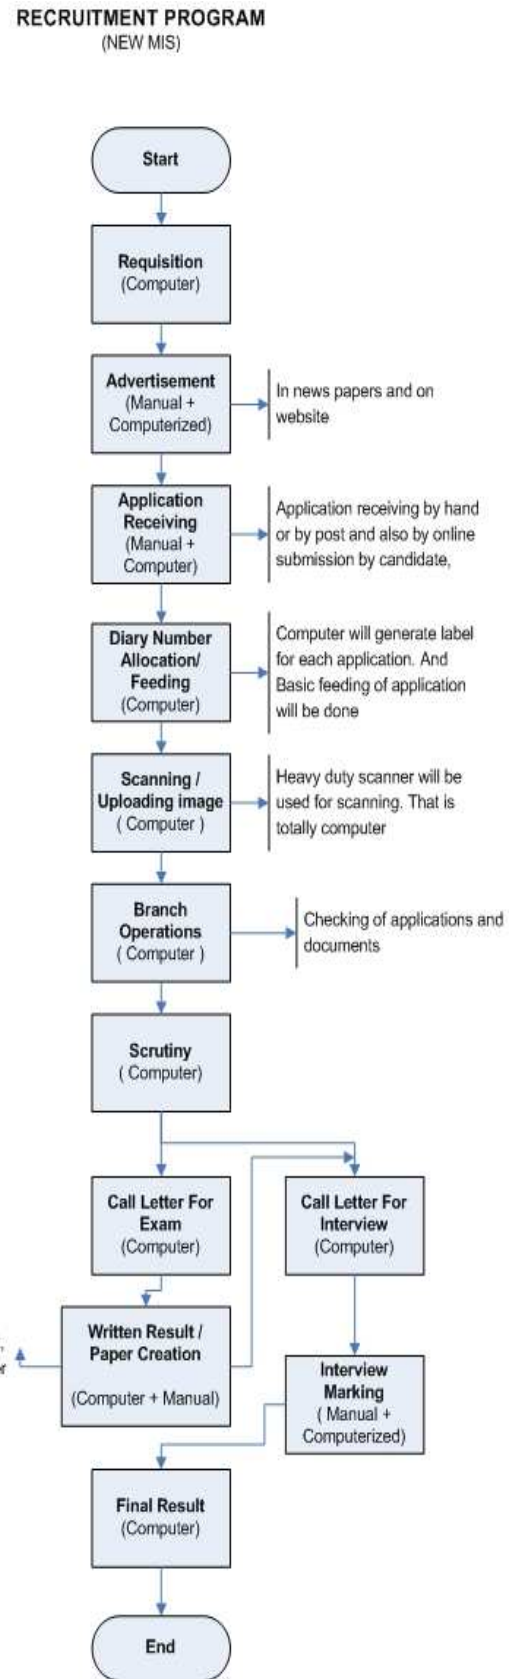 RECRUITMENT PROGRAM
(NEW MIS)
Start
Requisition
(Computer)
Advertisement
(Manual +
Computerized)
In news papers and on
website
Application
Receiving
(Manual +
Computer)
Application receiving by hand
or by post and also by online
submission by candidate,
Diary Number
Allocation/
Feeding
(Computer)
Computer will generate label
for each application. And
Basic feeding of application
will be done
Scanning /
Uploading image
( Computer )
Heavy duty scanner will be
used for scanning. That is
totally computer
Branch
Operations
( Computer )
Checking of applications and
documents
Scrutiny
( Computer)
Call Letter For
Exam
(Computer)
Call Letter For
Interview
(Computer)
Written Result /
Paper Creation
(Computer + Manual)
Interview
Marking
( Manual +
Computerized)
Final Result
(Computer)
End